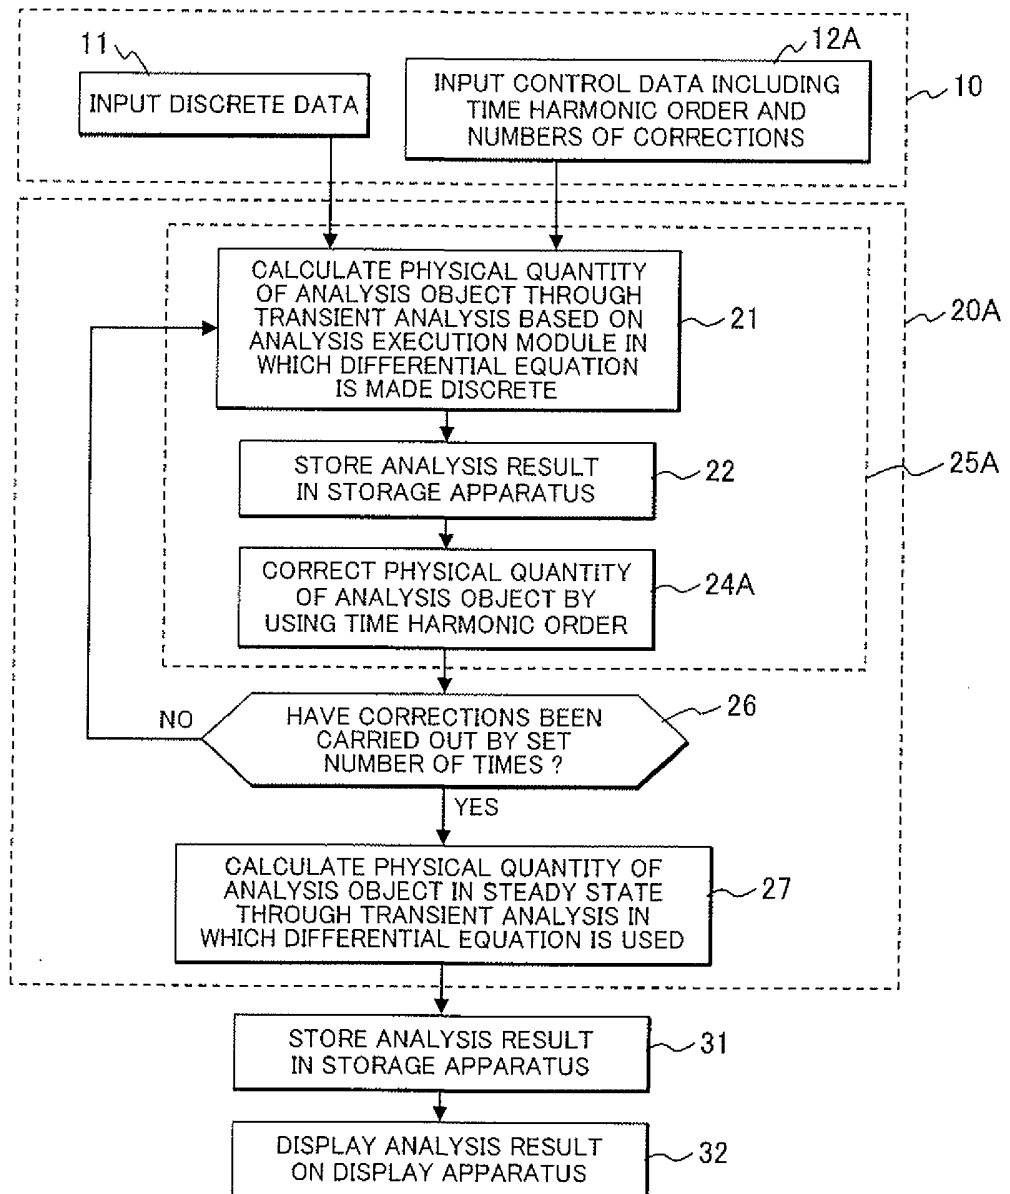 11
12A
INPUT DISCRETE DATA
INPUT CONTROL DATA INCLUDING
TIME HARMONIC ORDER AND
NUMBERS OF CORRECTIONS
10
CALCULATE PHYSICAL QUANTITY
OF ANALYSIS OBJECT THROUGH
TRANSIENT ANALYSIS BASED ON
ANALYSIS EXECUTION MODULE IN
WHICH DIFFERENTIAL EQUATION
IS MADE DISCRETE
21
20A
STORE ANALYSIS RESULT
IN STORAGE APPARATUS
22
25A
CORRECT PHYSICAL QUANTITY
OF ANALYSIS OBJECT BY
USING TIME HARMONIC ORDER
24A
NO
HAVE CORRECTIONS BEEN
CARRIED OUT BY SET
NUMBER OF TIMES ?
26
YES
CALCULATE PHYSICAL QUANTITY OF
ANALYSIS OBJECT IN STEADY STATE
THROUGH TRANSIENT ANALYSIS IN
WHICH DIFFERENTIAL EQUATION IS USED
27
STORE ANALYSIS RESULT
IN STORAGE APPARATUS
31
DISPLAY ANALYSIS RESULT
ON DISPLAY APPARATUS
32